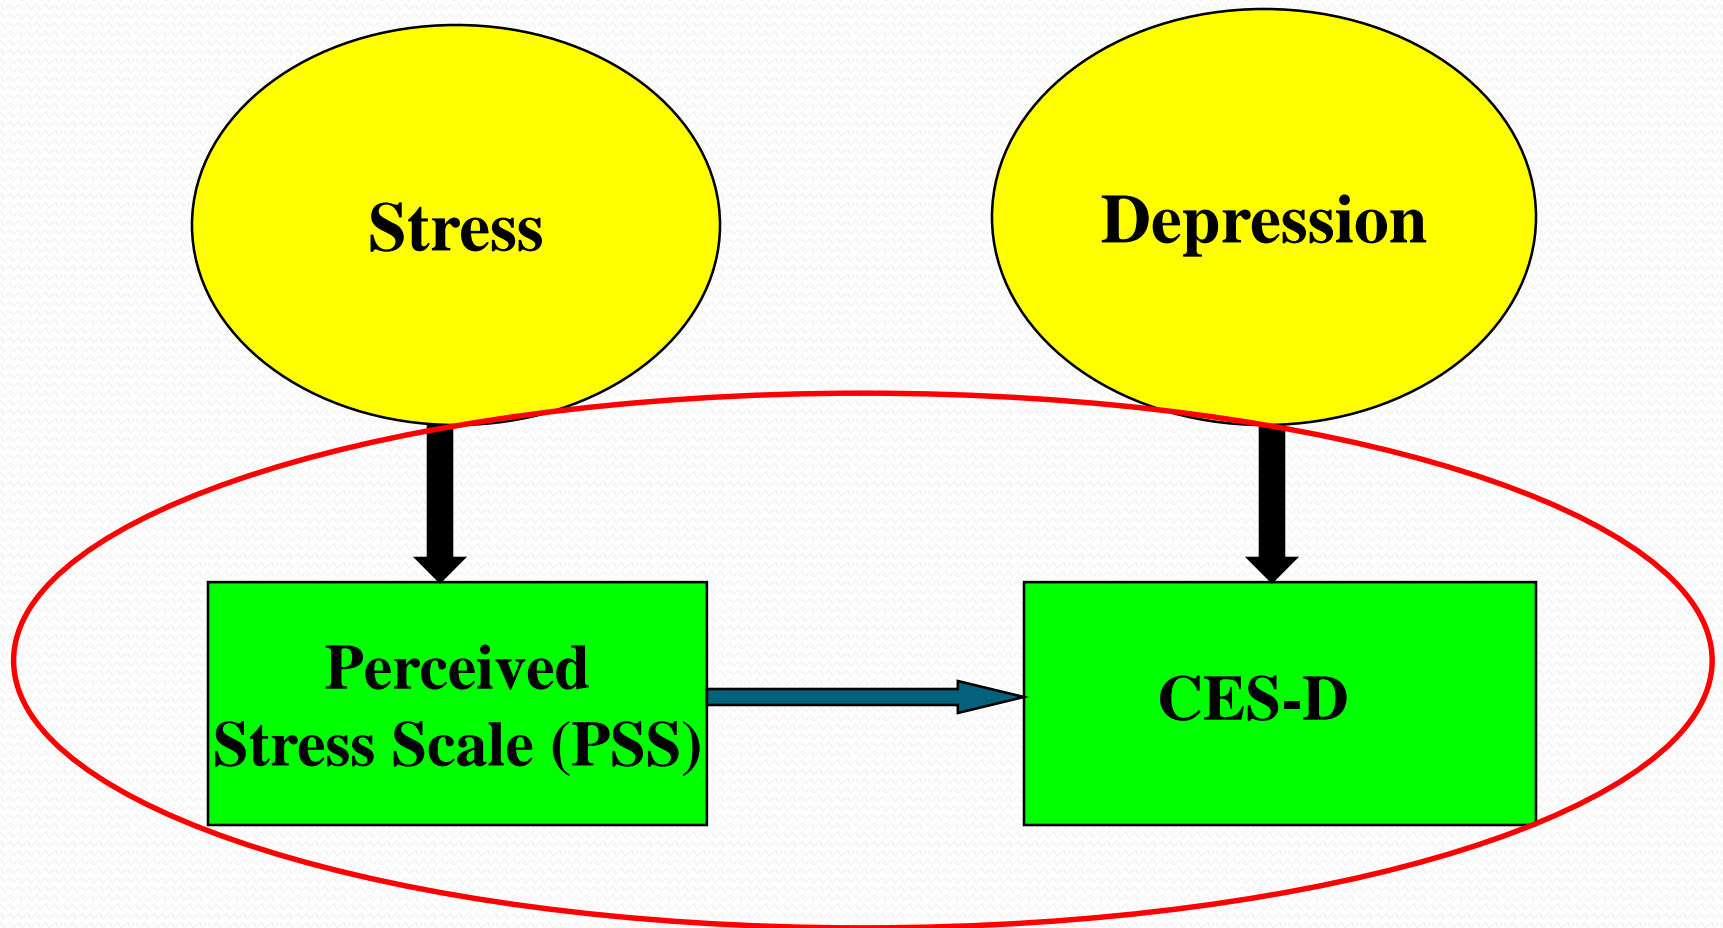 Stress
Depression
Perceived
Stress Scale (PSS)
CES-D